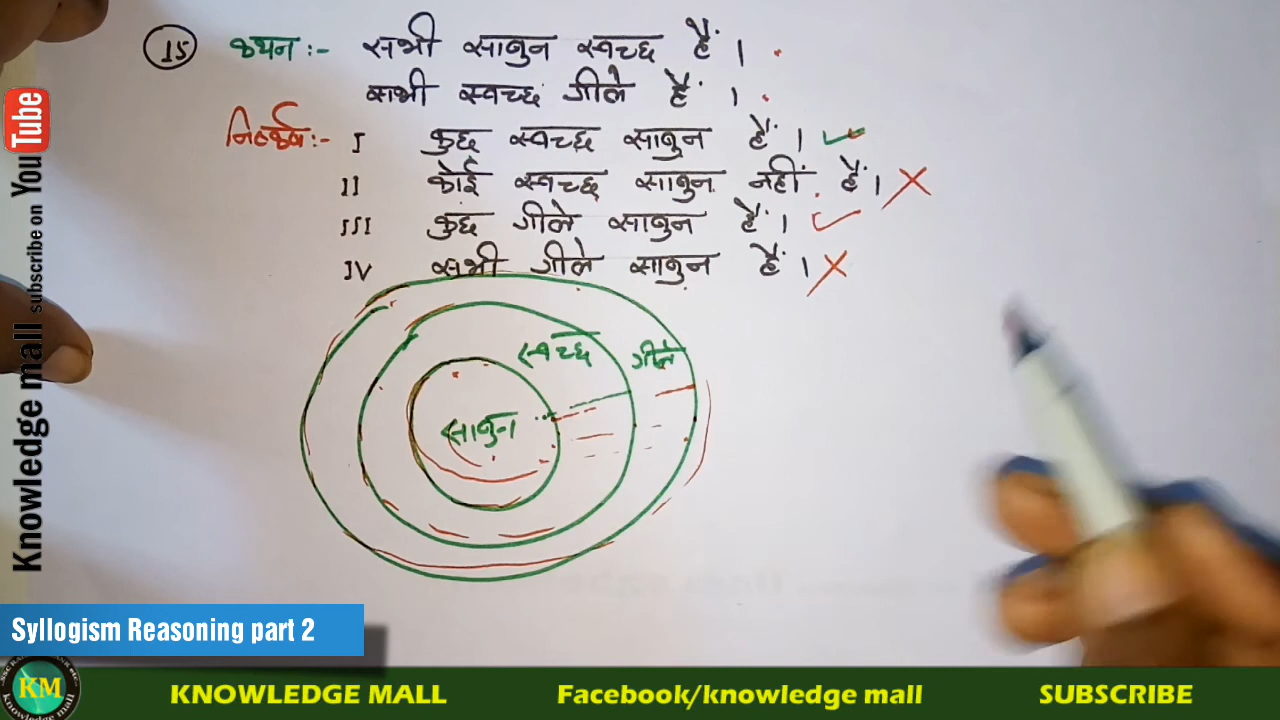 15 कथन :- सभी साबुन स्वच्छ हैं ।
सभी स्वच्छ गीले हैं ।
निष्कर्ष :- I कुछ स्वच्छ साबुन हैं ।
II कोई स्वच्छ साबुन नहीं हैं ।
III कुछ गीले साबुन हैं ।
IV सभी गीले साबुन हैं ।
स्वच्छ गीले
साबुन
Knowledge mall subscribe on YouTube
Syllogism Reasoning part 2
KM
KNOWLEDGE MALL Facebook/knowledge mall SUBSCRIBE